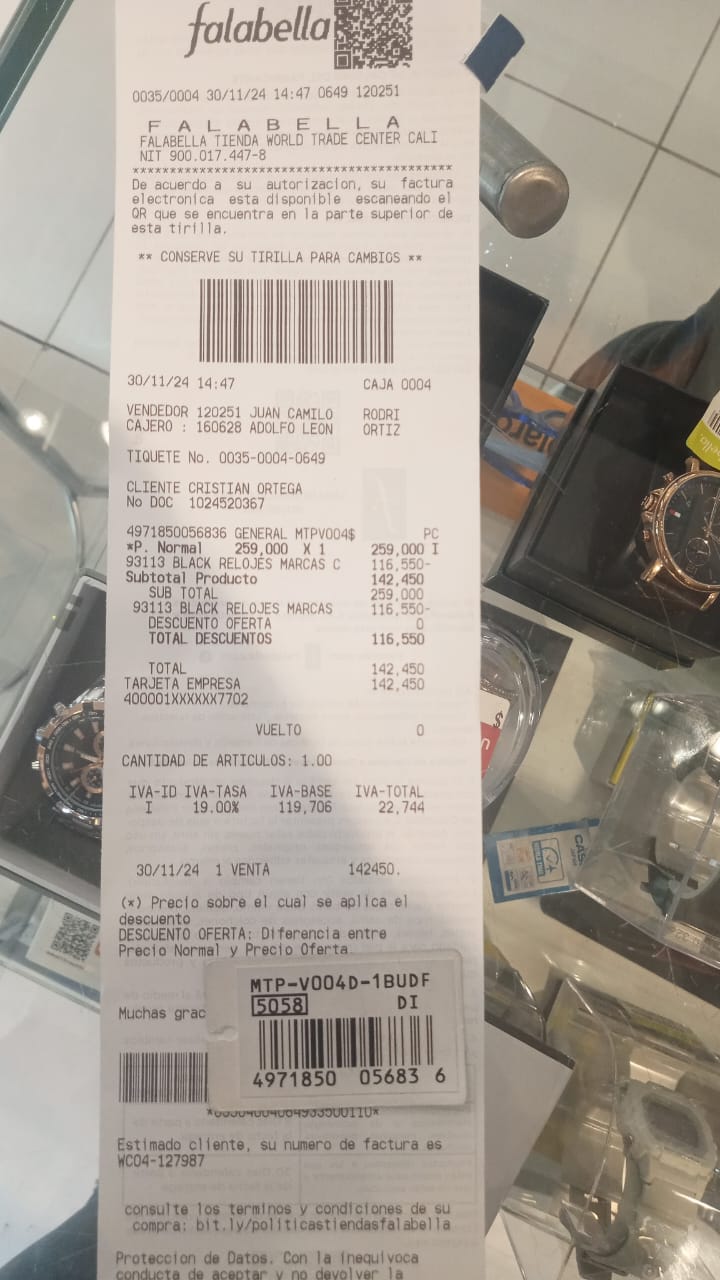 falabella
0035/0004 30/11/24 14:47 0649 120251
F A L A B E L L A
FALABELLA TIENDA WORLD TRADE CENTER CALI
NIT 900.017.447-8
******************************************
De acuerdo a su autorizacion, su factura
electronica esta disponible escaneando el
QR que se encuentra en la parte superior de
esta tirilla.
** CONSERVE SU TIRILLA PARA CAMBIOS **
30/11/24 14:47 CAJA 0004
VENDEDOR 120251 JUAN CAMILO RODRI
CAJERO : 160628 ADOLFO LEON ORTIZ
TIQUETE No. 0035-0004-0649
CLIENTE CRISTIAN ORTEGA
No DOC 1024520367
4971850056836 GENERAL MTPV004$ PC
*P. Normal 259,000 X 1 259,000 I
93113 BLACK RELOJES MARCAS C 116,550-
Subtotal Producto 142,450
SUB TOTAL 259,000
93113 BLACK RELOJES MARCAS 116,550-
DESCUENTO OFERTA 0
TOTAL DESCUENTOS 116,550
TOTAL 142,450
TARJETA EMPRESA 142,450
400001XXXXXX7702
VUELTO 0
CANTIDAD DE ARTICULOS: 1.00
IVA-ID IVA-TASA IVA-BASE IVA-TOTAL
I 19.00% 119,706 22,744
30/11/24 1 VENTA 142450.
(*) Precio sobre el cual se aplica el
descuento
DESCUENTO OFERTA: Diferencia entre
Precio Normal y Precio Oferta.
MTP-V004D-1BUDF
5058 DI
4971850 05683 6
Muchas grac
Estimado cliente, su numero de factura es
WC04-127987
consulte los terminos y condiciones de su
compra: bit.ly/politicastiendasfalabella
Proteccion de Datos. Con la inequivoca
conducta de aceptar y no devolver la